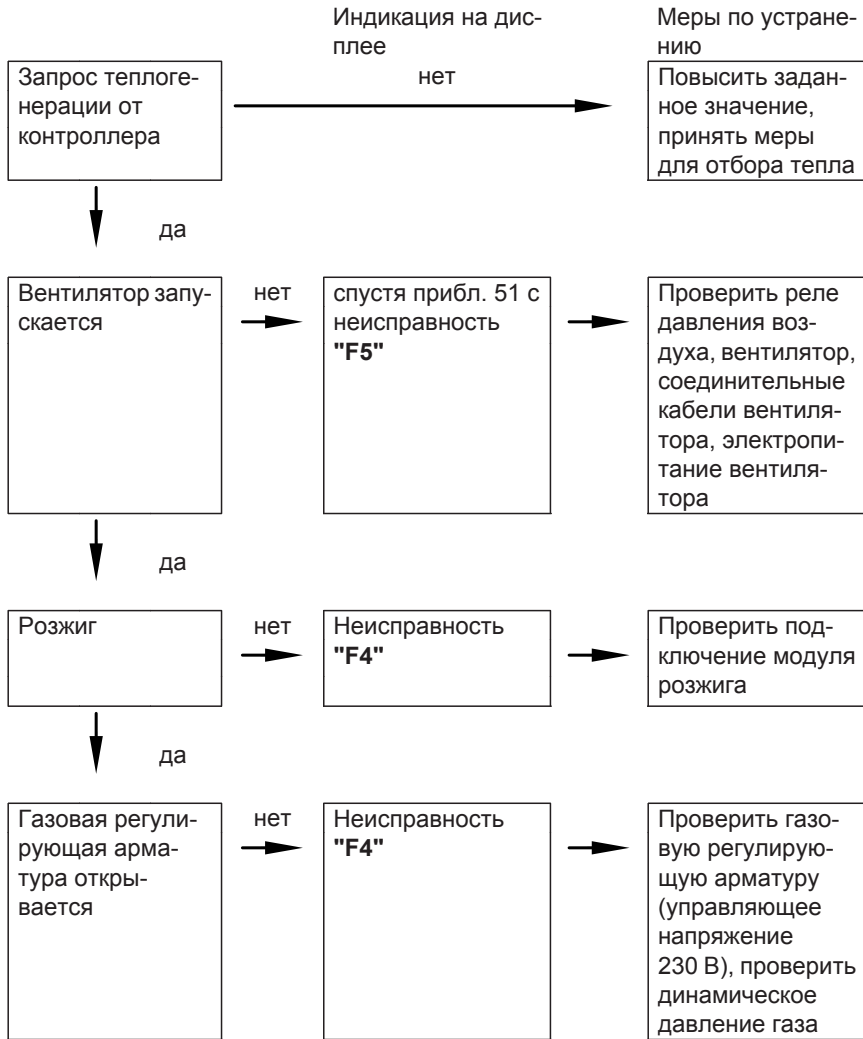 Индикация на дис-
плее
Меры по устране-
нию
Запрос теплоге-
нерации от
контроллера
нет
Повысить задан-
ное значение,
принять меры
для отбора тепла
да
Вентилятор запу-
скается
нет
спустя прибл. 51 с
неисправность
"F5"
Проверить реле
давления воз-
духа, вентилятор,
соединительные
кабели вентиля-
тора, электропи-
тание вентиля-
тора
да
Розжиг
нет
Неисправность
"F4"
Проверить под-
ключение модуля
розжига
да
Газовая регули-
рующая арма-
тура откры-
вается
нет
Неисправность
"F4"
Проверить газо-
вую регулирую-
щую арматуру
(управляющее
напряжение
230 В), проверить
динамическое
давление газа